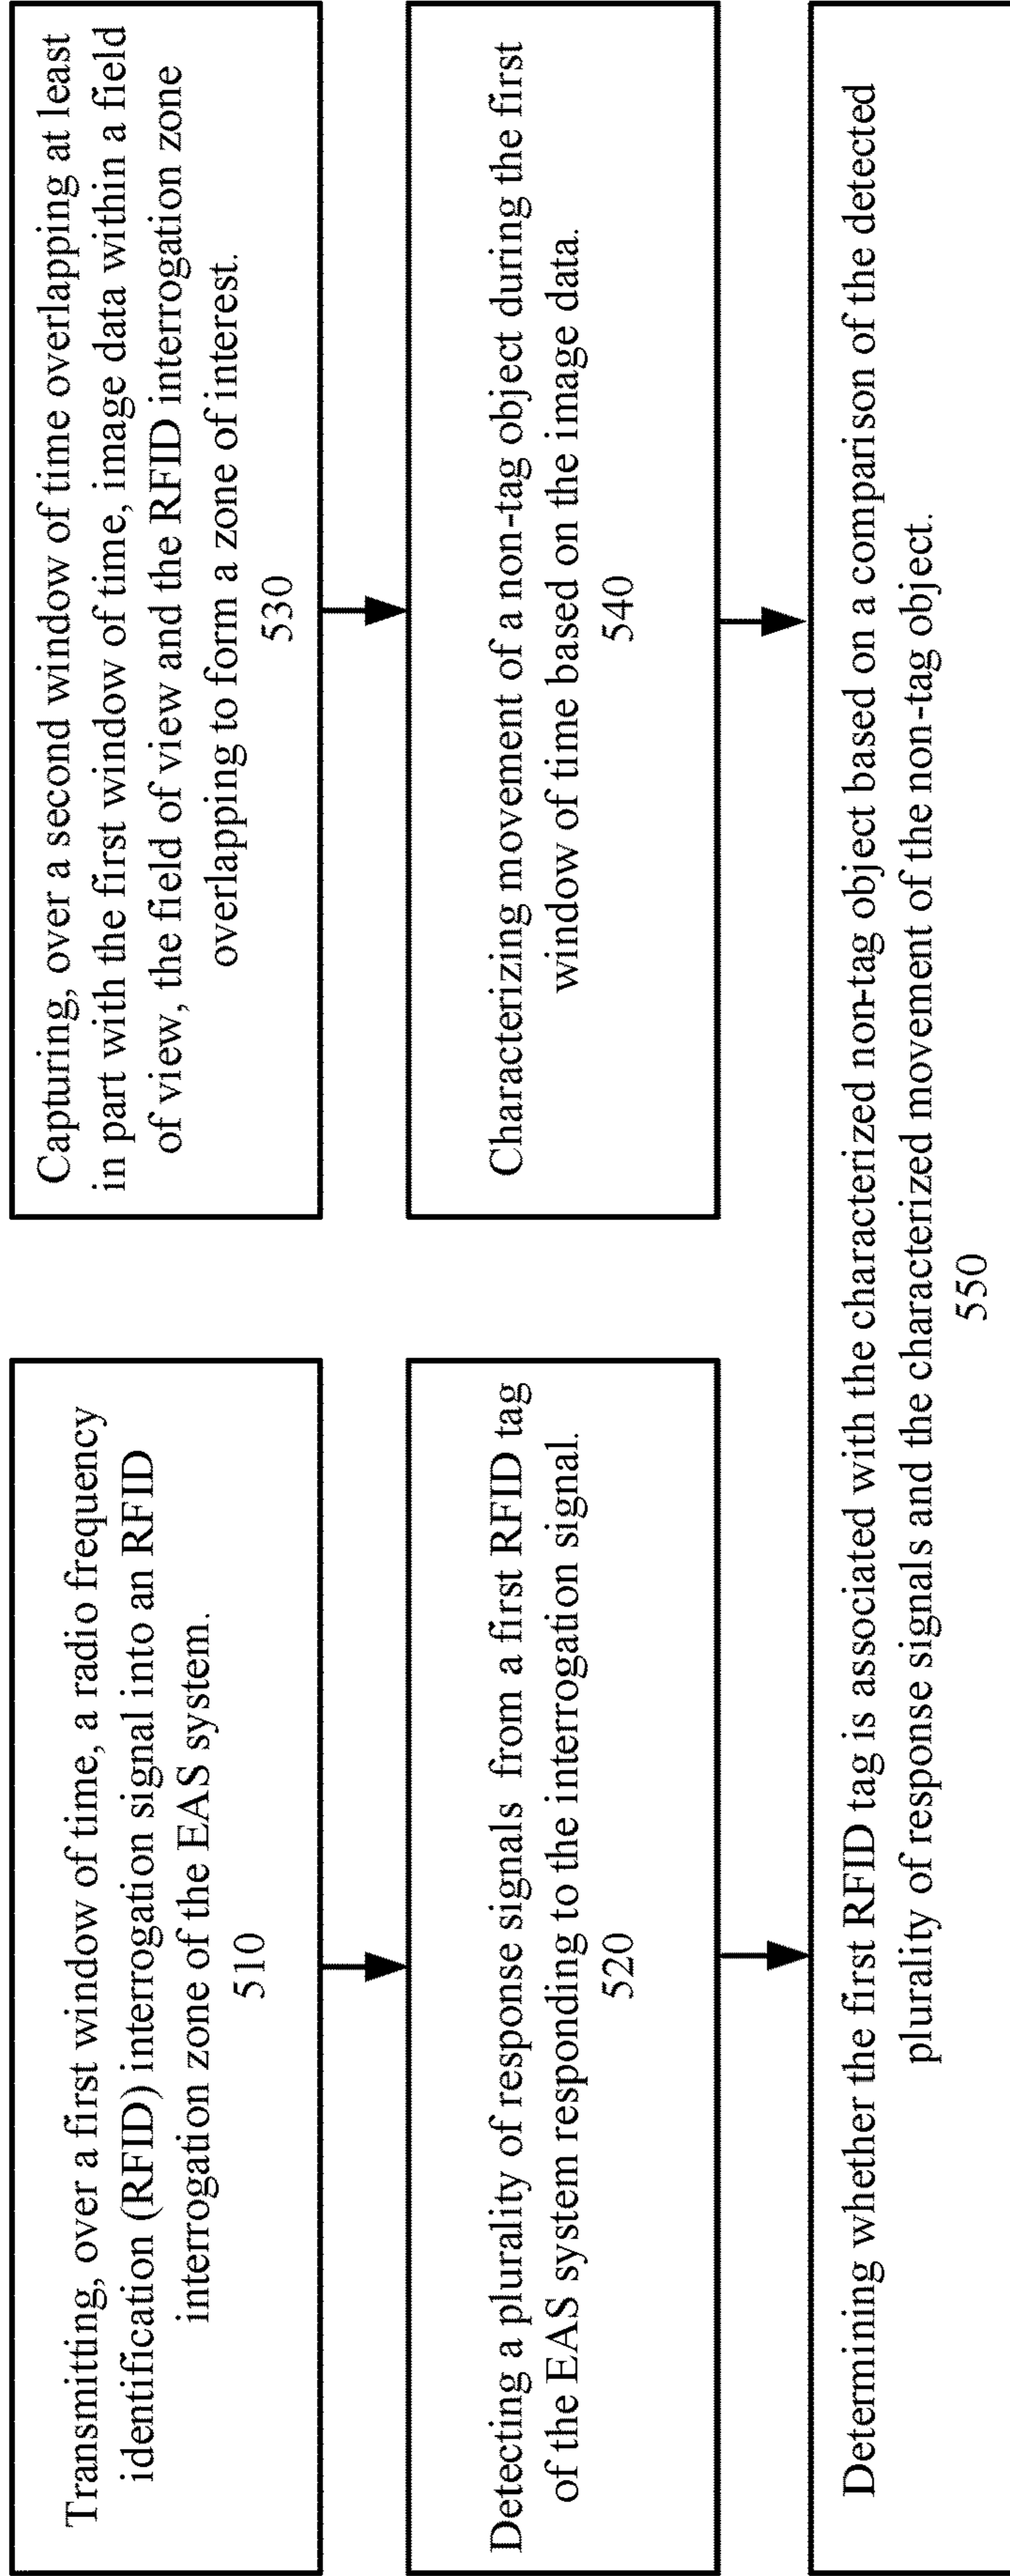 Transmitting, over a first window of time, a radio frequency
identification (RFID) interrogation signal into an RFID
interrogation zone of the EAS system.
510
Detecting a plurality of response signals from a first RFID tag
of the EAS system responding to the interrogation signal.
520
Capturing, over a second window of time overlapping at least
in part with the first window of time, image data within a field
of view, the field of view and the RFID interrogation zone
overlapping to form a zone of interest.
530
Characterizing movement of a non-tag object during the first
window of time based on the image data.
540
Determining whether the first RFID tag is associated with the characterized non-tag object based on a comparison of the detected
plurality of response signals and the characterized movement of the non-tag object.
550